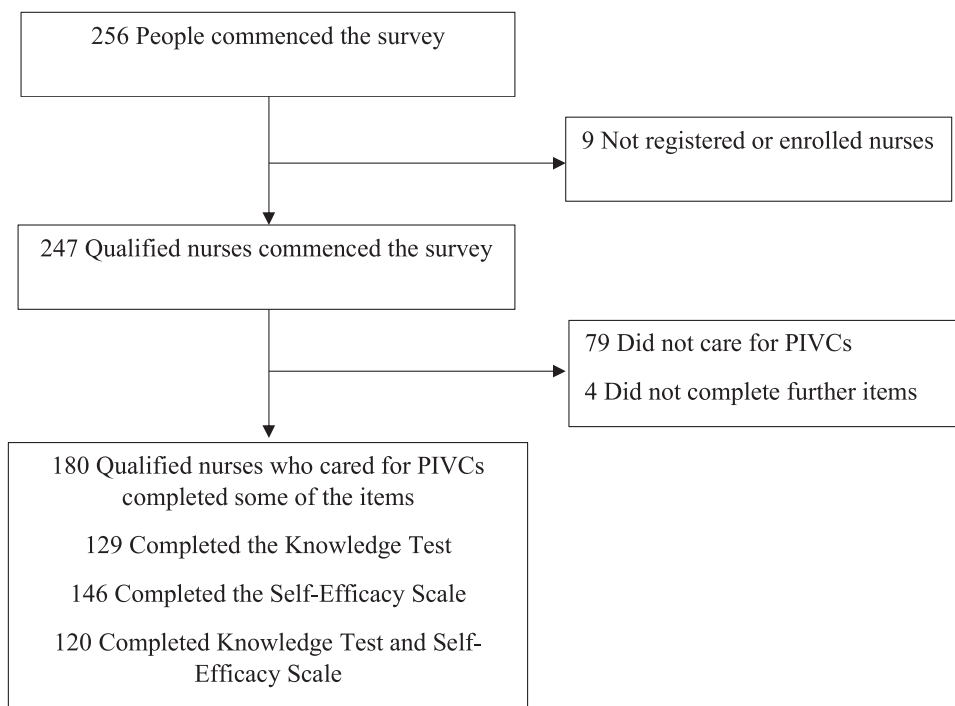 256 People commenced the survey
9 Not registered or enrolled nurses
247 Qualified nurses commenced the survey
79 Did not care for PIVCs
4 Did not complete further items
180 Qualified nurses who cared for PIVCs
completed some of the items
129 Completed the Knowledge Test
146 Completed the Self-Efficacy Scale
120 Completed Knowledge Test and Self-
Efficacy Scale